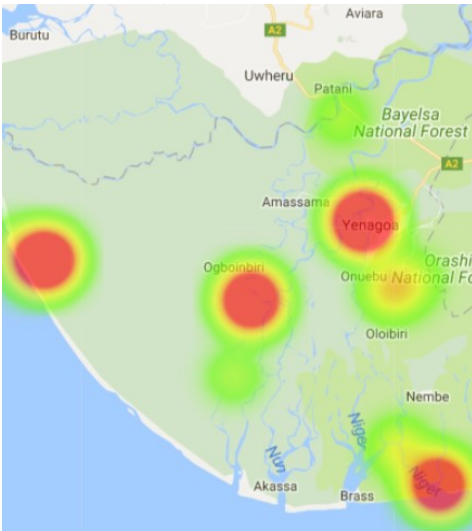 Aviara
Burutu
A2
Uwheru
Patani
Bayelsa
National Forest
A2
Amassama
Yenagoa
Ogboinbiri
Orashi
Onuebu
National Fo
Oloibiri
Nembe
Niger
Nun
Niger
Akassa
Brass